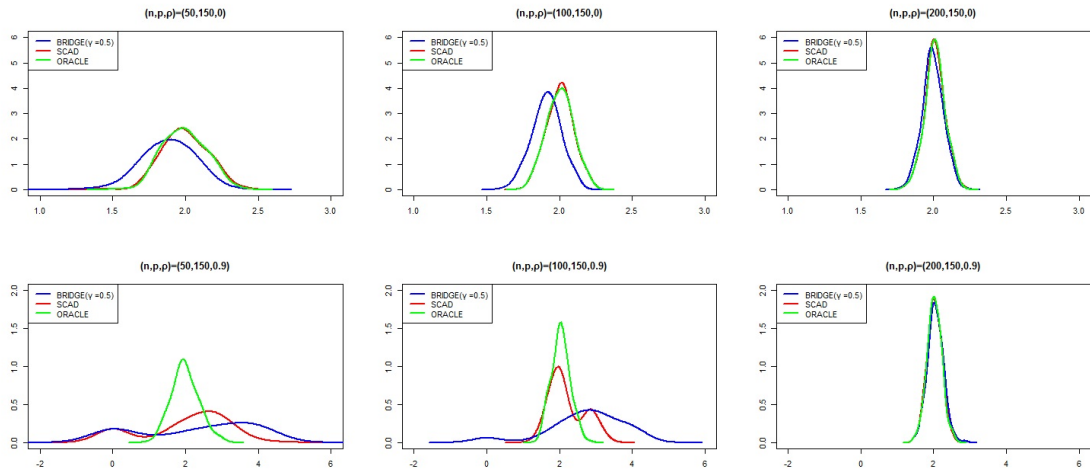 (n,p,ρ)=(50,150,0)
BRIDGE(γ =0.5)
SCAD
ORACLE
0 1 2 3 4 5 6
1.0 1.5 2.0 2.5 3.0
(n,p,ρ)=(100,150,0)
BRIDGE(γ =0.5)
SCAD
ORACLE
0 1 2 3 4 5 6
1.0 1.5 2.0 2.5 3.0
(n,p,ρ)=(200,150,0)
BRIDGE(γ =0.5)
SCAD
ORACLE
0 1 2 3 4 5 6
1.0 1.5 2.0 2.5 3.0
(n,p,ρ)=(50,150,0.9)
BRIDGE(γ =0.5)
SCAD
ORACLE
0.0 0.5 1.0 1.5 2.0
-2 0 2 4 6
(n,p,ρ)=(100,150,0.9)
BRIDGE(γ =0.5)
SCAD
ORACLE
0.0 0.5 1.0 1.5 2.0
-2 0 2 4 6
(n,p,ρ)=(200,150,0.9)
BRIDGE(γ =0.5)
SCAD
ORACLE
0.0 0.5 1.0 1.5 2.0
-2 0 2 4 6